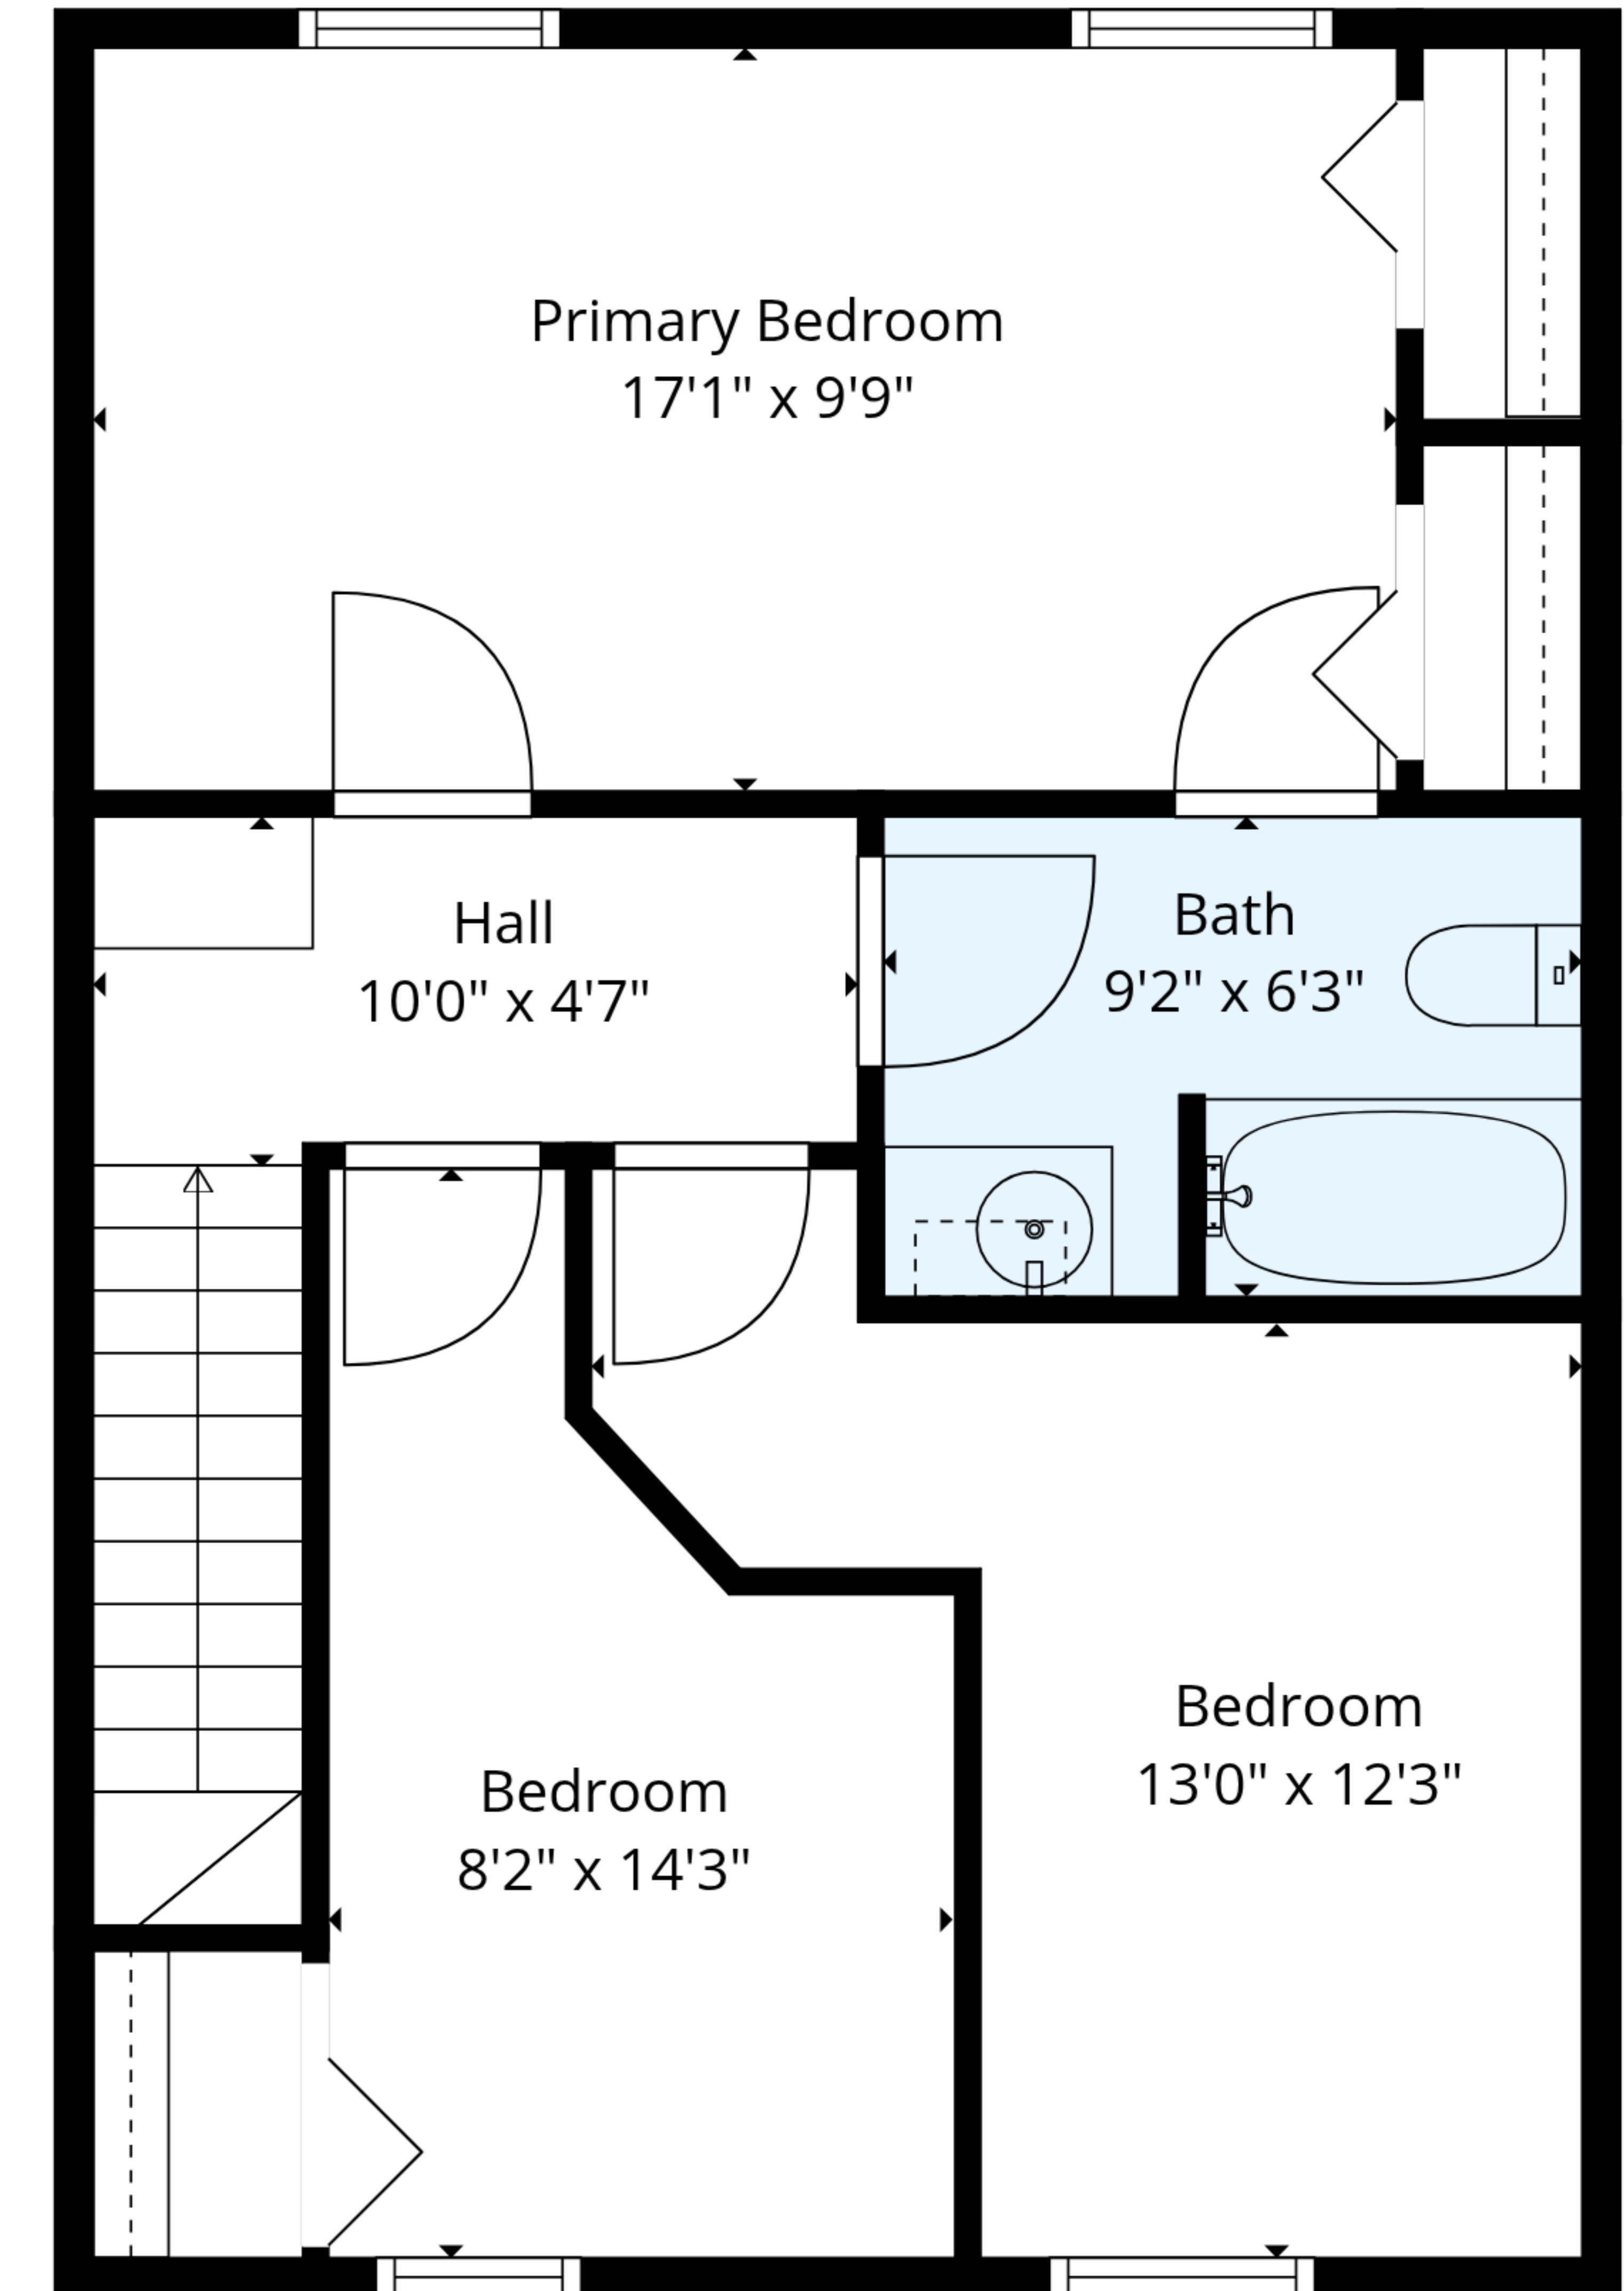 Primary Bedroom
17'1" x 9'9"
Hall
10'0" x 4'7"
Bath
9'2" x 6'3"
Bedroom
13'0" x 12'3"
Bedroom
8'2" x 14'3"